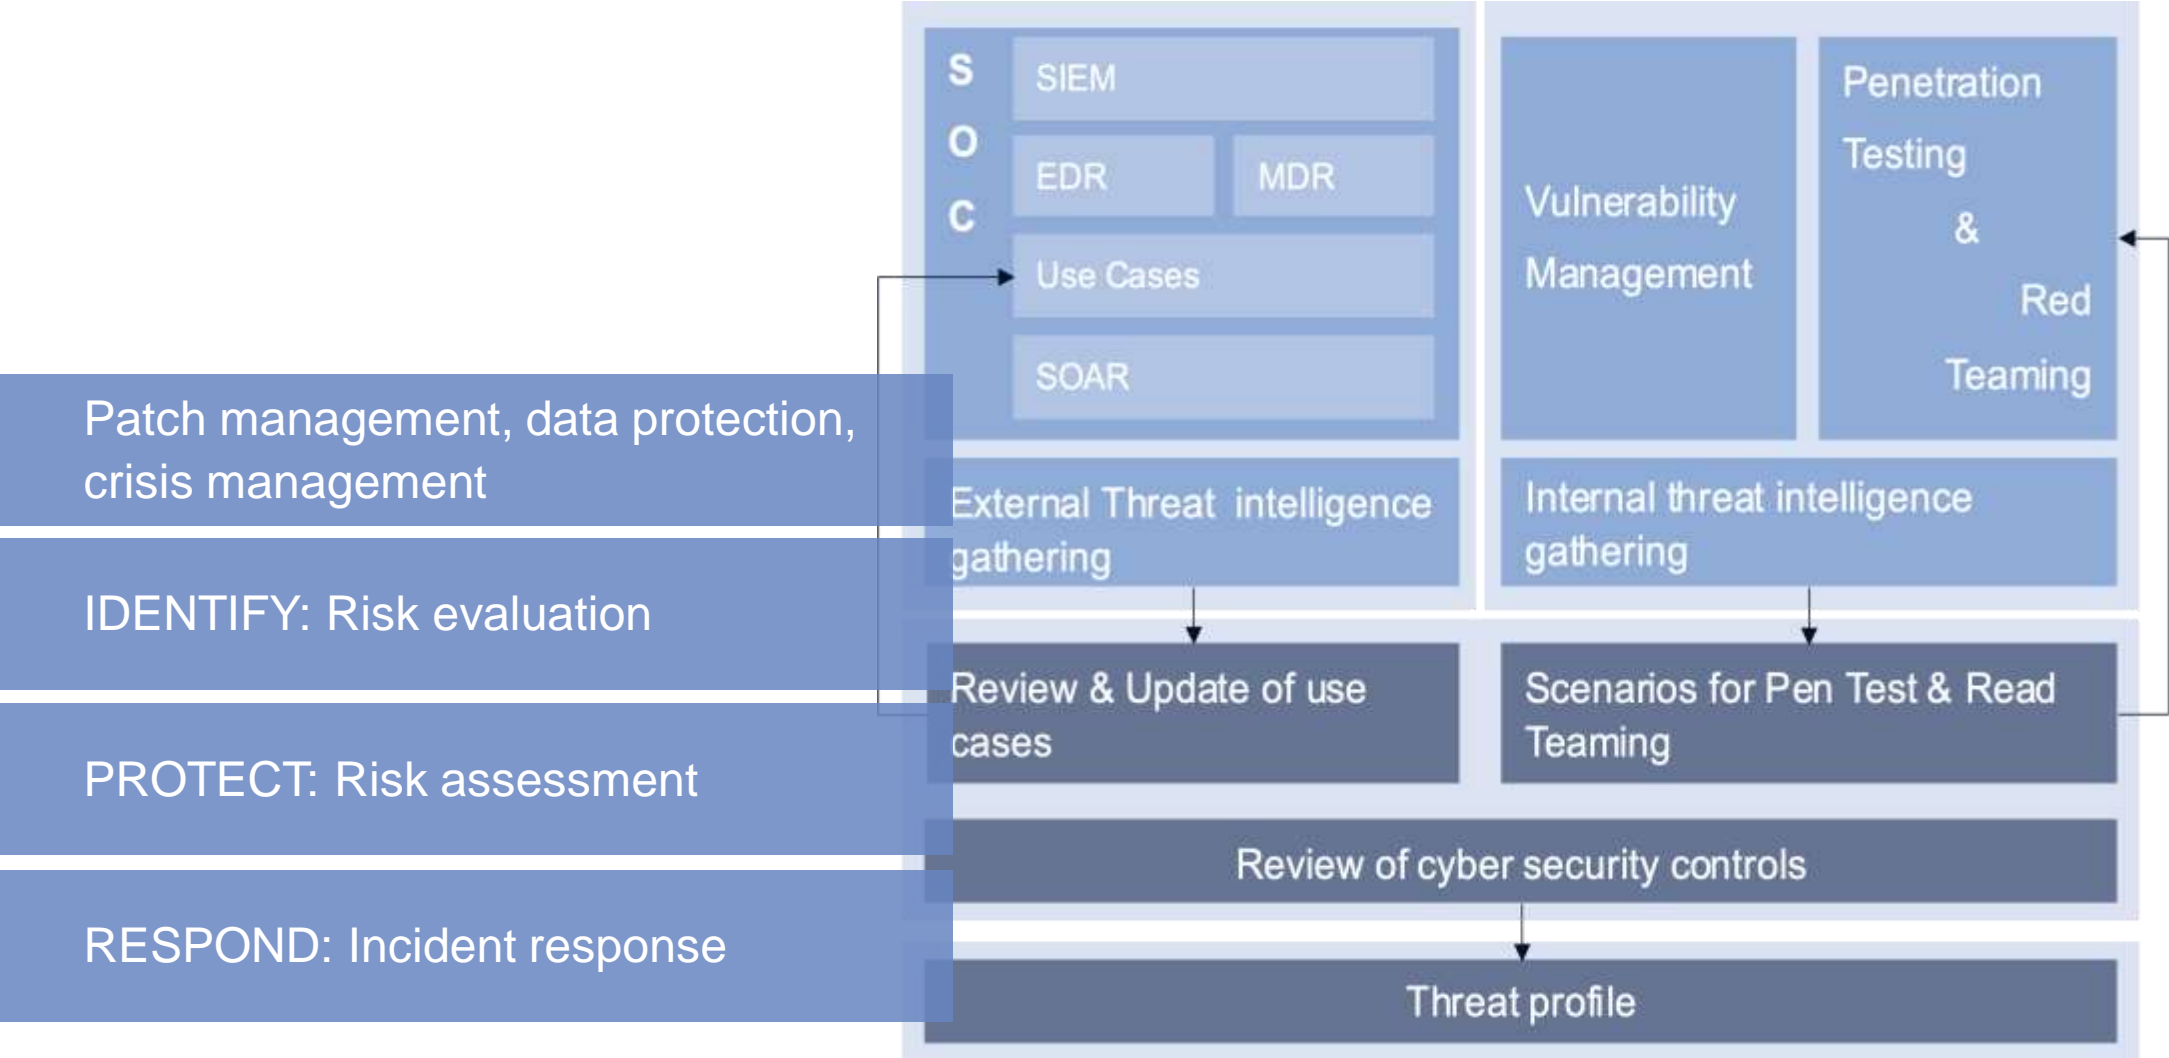 S
O
C
SIEM
EDR
MDR
Use Cases
SOAR
Vulnerability
Management
Penetration
Testing
&
Red
Teaming
External Threat intelligence
gathering
Internal threat intelligence
gathering
Review & Update of use
cases
Scenarios for Pen Test & Read
Teaming
Review of cyber security controls
Threat profile
Patch management, data protection,
crisis management
IDENTIFY: Risk evaluation
PROTECT: Risk assessment
RESPOND: Incident response